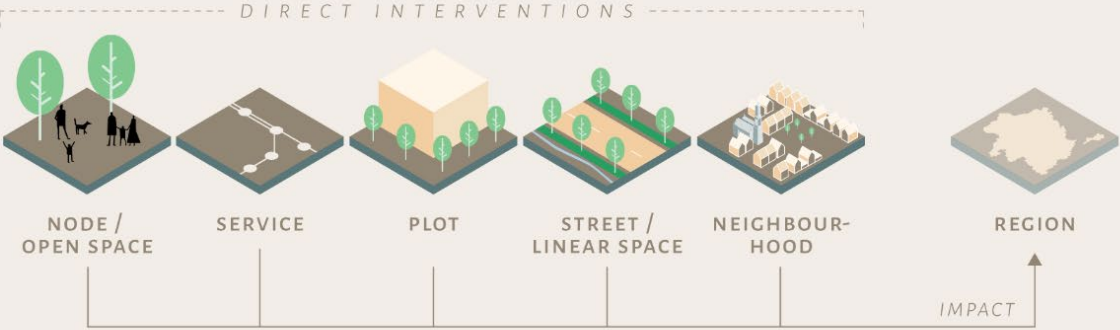 DIRECT INTERVENTIONS
NODE /
OPEN SPACE
SERVICE
PLOT
STREET /
LINEAR SPACE
NEIGHBOUR-
HOOD
REGION
IMPACT